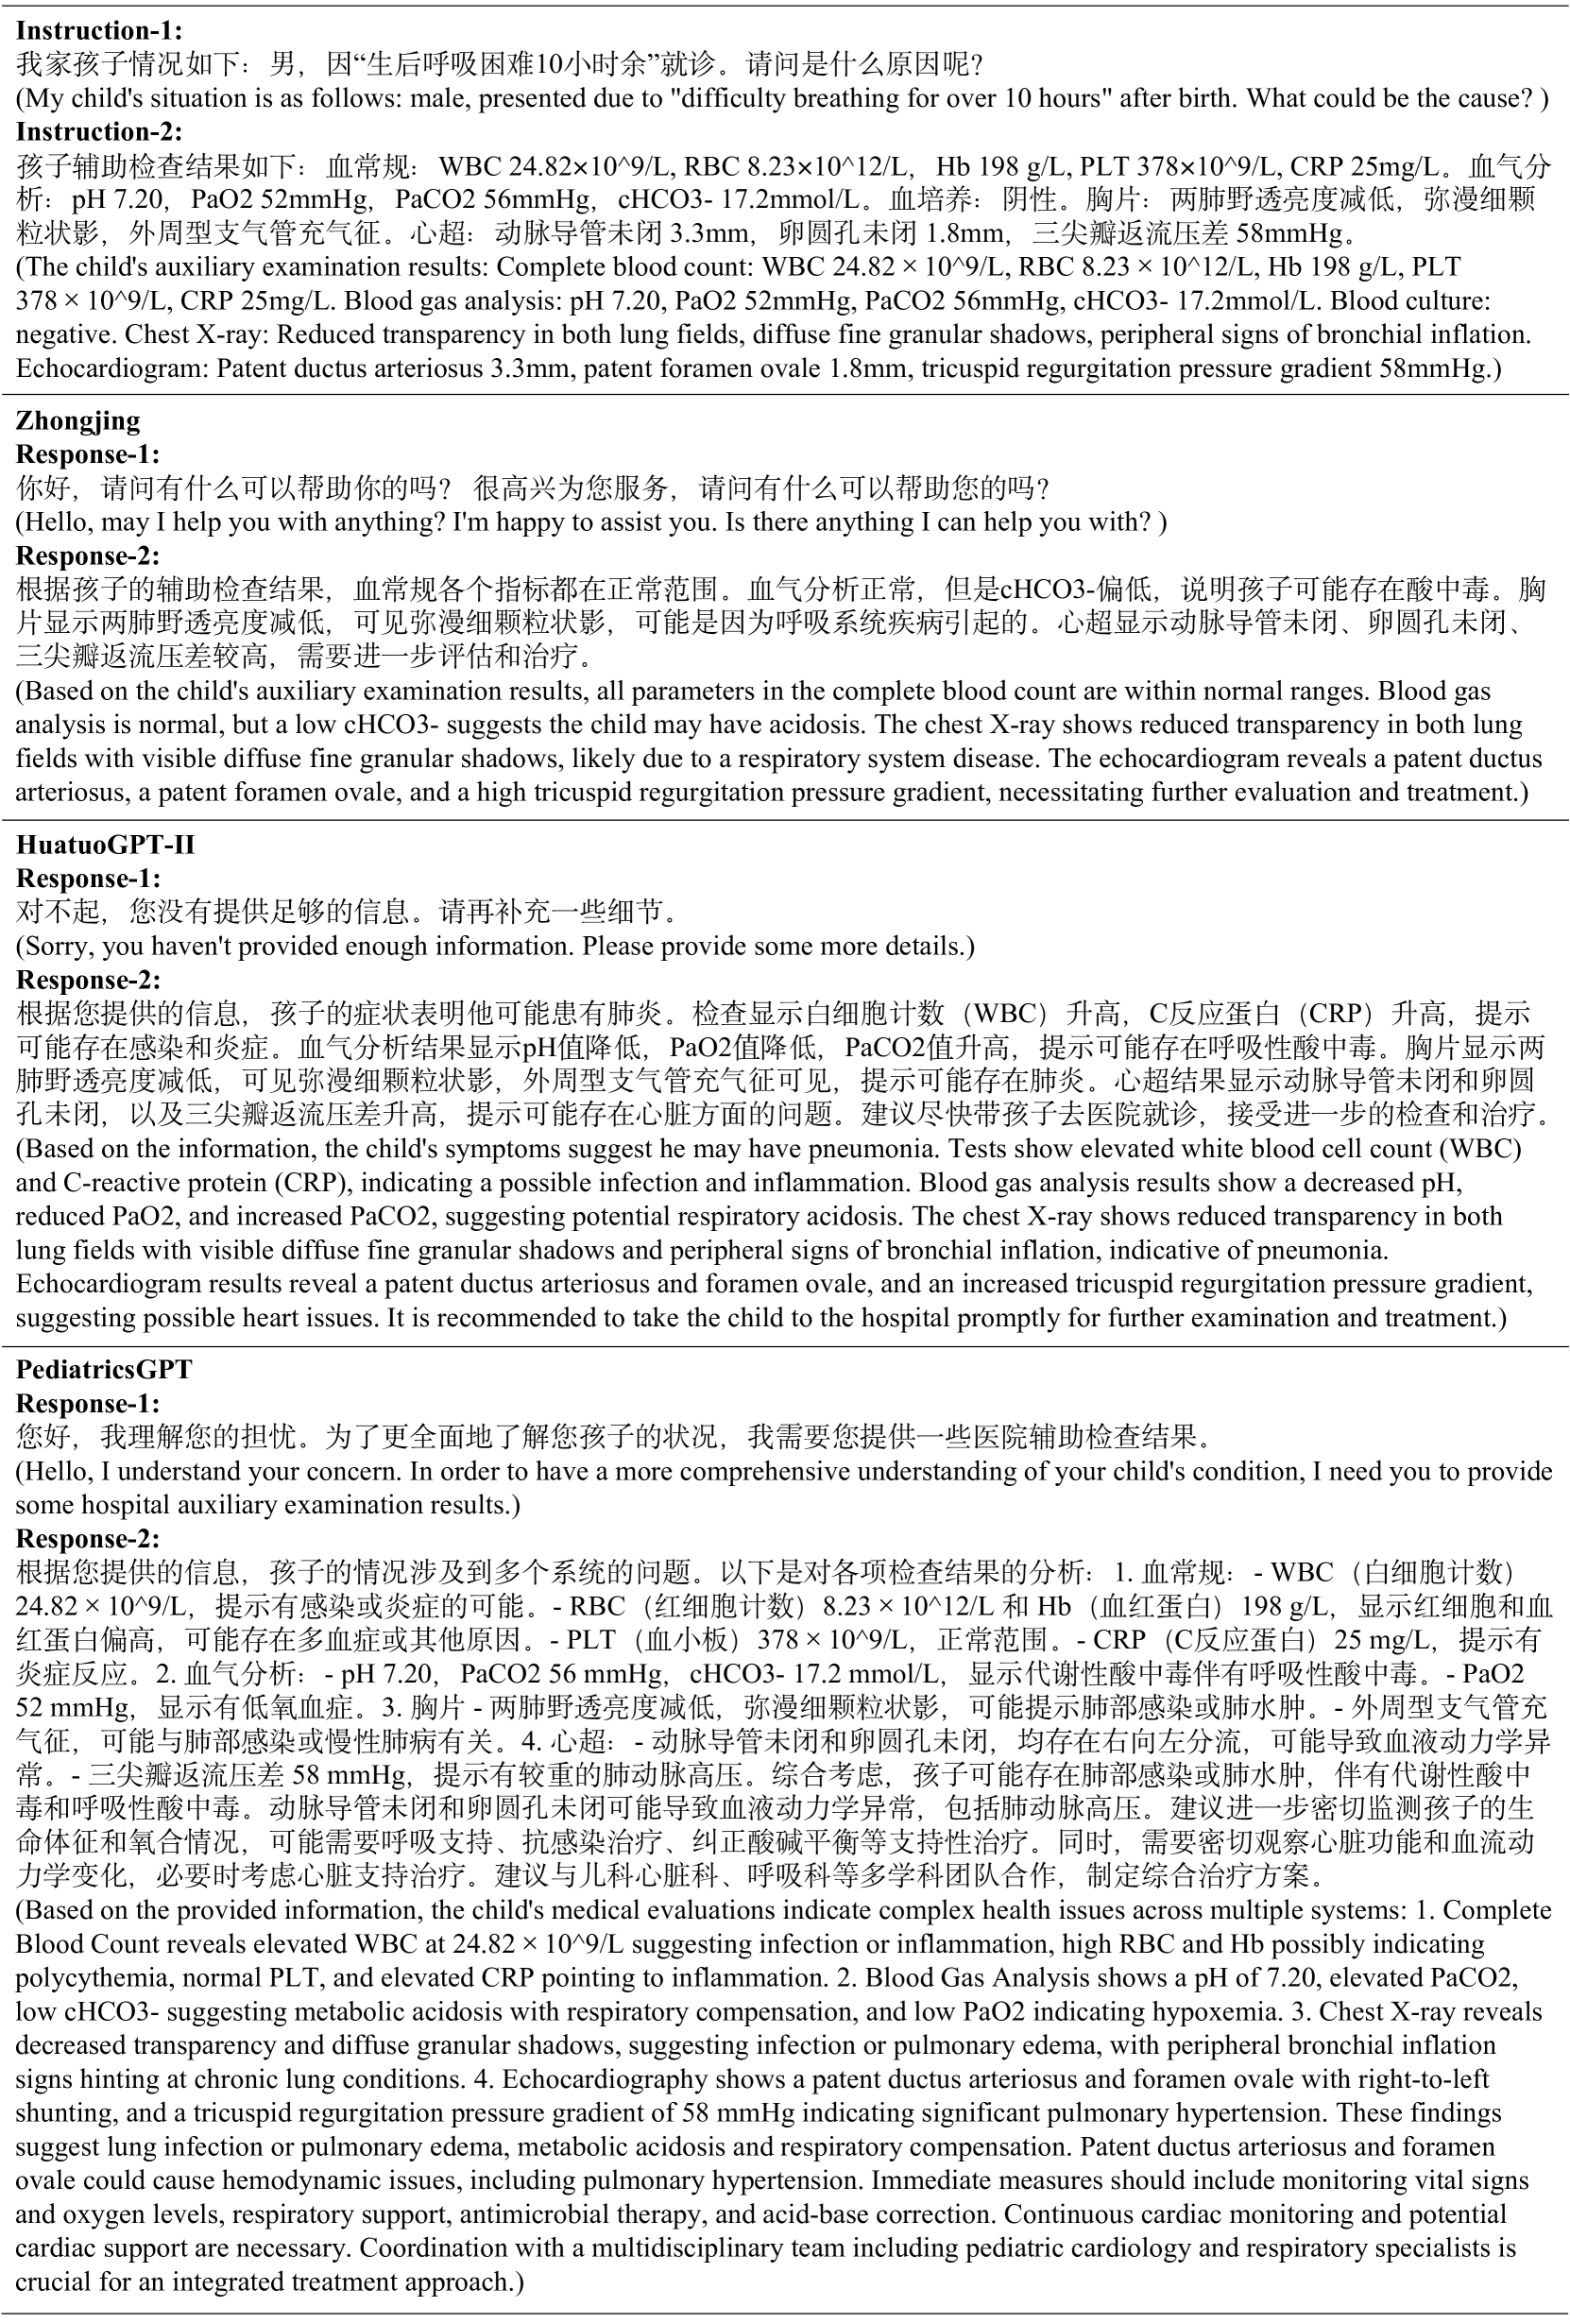 Instruction-1:
我家孩子情况如下：男，因“生后呼吸困难10小时余”就诊。请问是什么原因呢？
(My child's situation is as follows: male, presented due to "difficulty breathing for over 10 hours" after birth. What could be the cause? )
Instruction-2:
孩子辅助检查结果如下：血常规：WBC 24.82×10^9/L, RBC 8.23×10^12/L，Hb 198 g/L, PLT 378×10^9/L, CRP 25mg/L。血气分
析：pH 7.20，PaO2 52mmHg，PaCO2 56mmHg，cHCO3- 17.2mmol/L。血培养：阴性。胸片：两肺野透亮度减低，弥漫细颗
粒状影，外周型支气管充气征。心超：动脉导管未闭 3.3mm，卵圆孔未闭 1.8mm，三尖瓣返流压差 58mmHg。
(The child's auxiliary examination results: Complete blood count: WBC 24.82 × 10^9/L, RBC 8.23 × 10^12/L, Hb 198 g/L, PLT
378 × 10^9/L, CRP 25mg/L. Blood gas analysis: pH 7.20, PaO2 52mmHg, PaCO2 56mmHg, cHCO3- 17.2mmol/L. Blood culture:
negative. Chest X-ray: Reduced transparency in both lung fields, diffuse fine granular shadows, peripheral signs of bronchial inflation.
Echocardiogram: Patent ductus arteriosus 3.3mm, patent foramen ovale 1.8mm, tricuspid regurgitation pressure gradient 58mmHg.)
Zhongjing
Response-1:
你好，请问有什么可以帮助你的吗？ 很高兴为您服务，请问有什么可以帮助您的吗？
(Hello, may I help you with anything? I'm happy to assist you. Is there anything I can help you with? )
Response-2:
根据孩子的辅助检查结果，血常规各个指标都在正常范围。血气分析正常，但是cHCO3-偏低，说明孩子可能存在酸中毒。胸
片显示两肺野透亮度减低，可见弥漫细颗粒状影，可能是因为呼吸系统疾病引起的。心超显示动脉导管未闭、卵圆孔未闭、
三尖瓣返流压差较高，需要进一步评估和治疗。
(Based on the child's auxiliary examination results, all parameters in the complete blood count are within normal ranges. Blood gas
analysis is normal, but a low cHCO3- suggests the child may have acidosis. The chest X-ray shows reduced transparency in both lung
fields with visible diffuse fine granular shadows, likely due to a respiratory system disease. The echocardiogram reveals a patent ductus
arteriosus, a patent foramen ovale, and a high tricuspid regurgitation pressure gradient, necessitating further evaluation and treatment.)
HuatuoGPT-II
Response-1:
对不起，您没有提供足够的信息。请再补充一些细节。
(Sorry, you haven't provided enough information. Please provide some more details.)
Response-2:
根据您提供的信息，孩子的症状表明他可能患有肺炎。检查显示白细胞计数（WBC）升高，C反应蛋白（CRP）升高，提示
可能存在感染和炎症。血气分析结果显示pH值降低，PaO2值降低，PaCO2值升高，提示可能存在呼吸性酸中毒。胸片显示两
肺野透亮度减低，可见弥漫细颗粒状影，外周型支气管充气征可见，提示可能存在肺炎。心超结果显示动脉导管未闭和卵圆
孔未闭，以及三尖瓣返流压差升高，提示可能存在心脏方面的问题。建议尽快带孩子去医院就诊，接受进一步的检查和治疗。
(Based on the information, the child's symptoms suggest he may have pneumonia. Tests show elevated white blood cell count (WBC)
and C-reactive protein (CRP), indicating a possible infection and inflammation. Blood gas analysis results show a decreased pH,
reduced PaO2, and increased PaCO2, suggesting potential respiratory acidosis. The chest X-ray shows reduced transparency in both
lung fields with visible diffuse fine granular shadows and peripheral signs of bronchial inflation, indicative of pneumonia.
Echocardiogram results reveal a patent ductus arteriosus and foramen ovale, and an increased tricuspid regurgitation pressure gradient,
suggesting possible heart issues. It is recommended to take the child to the hospital promptly for further examination and treatment.)
PediatricsGPT
Response-1:
您好，我理解您的担忧。为了更全面地了解您孩子的状况，我需要您提供一些医院辅助检查结果。
(Hello, I understand your concern. In order to have a more comprehensive understanding of your child's condition, I need you to provide
some hospital auxiliary examination results.)
Response-2:
根据您提供的信息，孩子的情况涉及到多个系统的问题。以下是对各项检查结果的分析：1. 血常规：- WBC（白细胞计数）
24.82 × 10^9/L，提示有感染或炎症的可能。- RBC（红细胞计数）8.23 × 10^12/L 和 Hb（血红蛋白）198 g/L，显示红细胞和血
红蛋白偏高，可能存在多血症或其他原因。- PLT（血小板）378 × 10^9/L，正常范围。- CRP（C反应蛋白）25 mg/L，提示有
炎症反应。2. 血气分析：- pH 7.20，PaCO2 56 mmHg，cHCO3- 17.2 mmol/L，显示代谢性酸中毒伴有呼吸性酸中毒。- PaO2
52 mmHg，显示有低氧血症。3. 胸片 - 两肺野透亮度减低，弥漫细颗粒状影，可能提示肺部感染或肺水肿。- 外周型支气管充
气征，可能与肺部感染或慢性肺病有关。4. 心超：- 动脉导管未闭和卵圆孔未闭，均存在右向左分流，可能导致血液动力学异
常。- 三尖瓣返流压差 58 mmHg，提示有较重的肺动脉高压。综合考虑，孩子可能存在肺部感染或肺水肿，伴有代谢性酸中
毒和呼吸性酸中毒。动脉导管未闭和卵圆孔未闭可能导致血液动力学异常，包括肺动脉高压。建议进一步密切监测孩子的生
命体征和氧合情况，可能需要呼吸支持、抗感染治疗、纠正酸碱平衡等支持性治疗。同时，需要密切观察心脏功能和血流动
力学变化，必要时考虑心脏支持治疗。建议与儿科心脏科、呼吸科等多学科团队合作，制定综合治疗方案。
(Based on the provided information, the child's medical evaluations indicate complex health issues across multiple systems: 1. Complete
Blood Count reveals elevated WBC at 24.82 × 10^9/L suggesting infection or inflammation, high RBC and Hb possibly indicating
polycythemia, normal PLT, and elevated CRP pointing to inflammation. 2. Blood Gas Analysis shows a pH of 7.20, elevated PaCO2,
low cHCO3- suggesting metabolic acidosis with respiratory compensation, and low PaO2 indicating hypoxemia. 3. Chest X-ray reveals
decreased transparency and diffuse granular shadows, suggesting infection or pulmonary edema, with peripheral bronchial inflation
signs hinting at chronic lung conditions. 4. Echocardiography shows a patent ductus arteriosus and foramen ovale with right-to-left
shunting, and a tricuspid regurgitation pressure gradient of 58 mmHg indicating significant pulmonary hypertension. These findings
suggest lung infection or pulmonary edema, metabolic acidosis and respiratory compensation. Patent ductus arteriosus and foramen
ovale could cause hemodynamic issues, including pulmonary hypertension. Immediate measures should include monitoring vital signs
and oxygen levels, respiratory support, antimicrobial therapy, and acid-base correction. Continuous cardiac monitoring and potential
cardiac support are necessary. Coordination with a multidisciplinary team including pediatric cardiology and respiratory specialists is
crucial for an integrated treatment approach.)